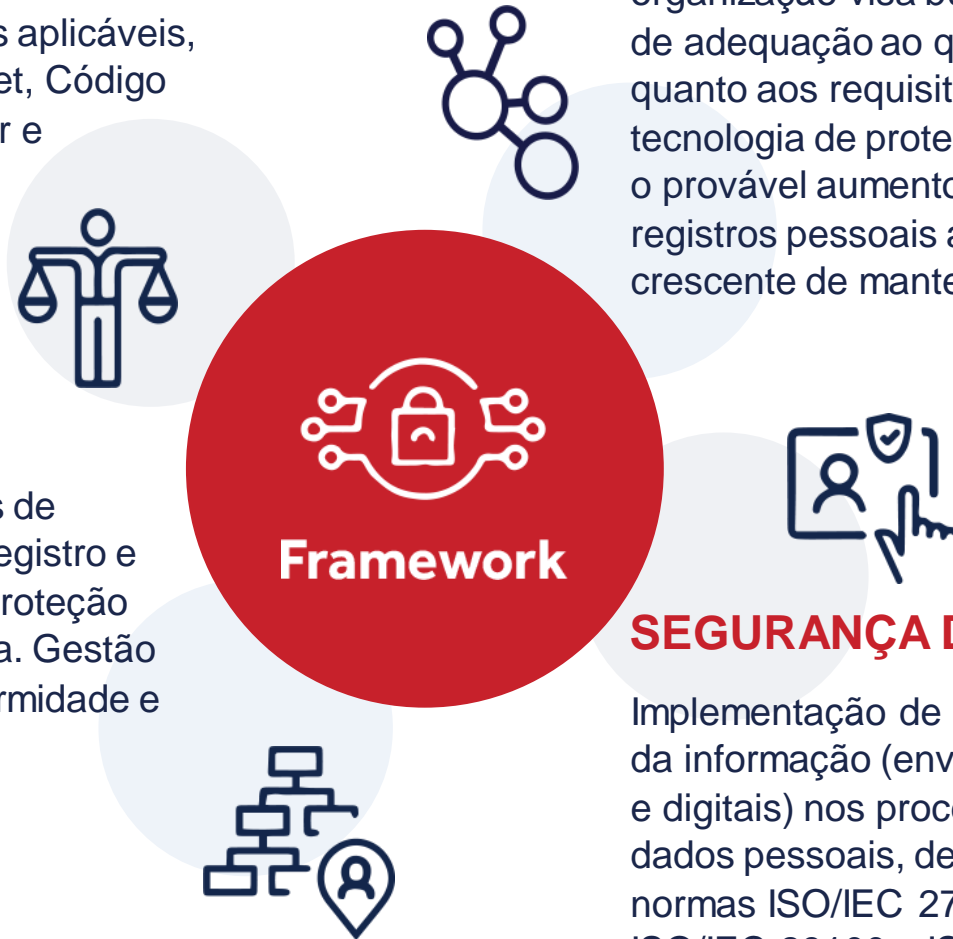 s aplicáveis,
et, Código
r e
de adequação ao q
quanto aos requisit
tecnologia de prote
o provável aumento
registros pessoais a
crescente de mante
s de
egistro e
roteção
a. Gestão
rmidade e
Framework
SEGURANÇA D
Implementação de
da informação (env
e digitais) nos proce
dados pessoais, de
normas ISO/IEC 27